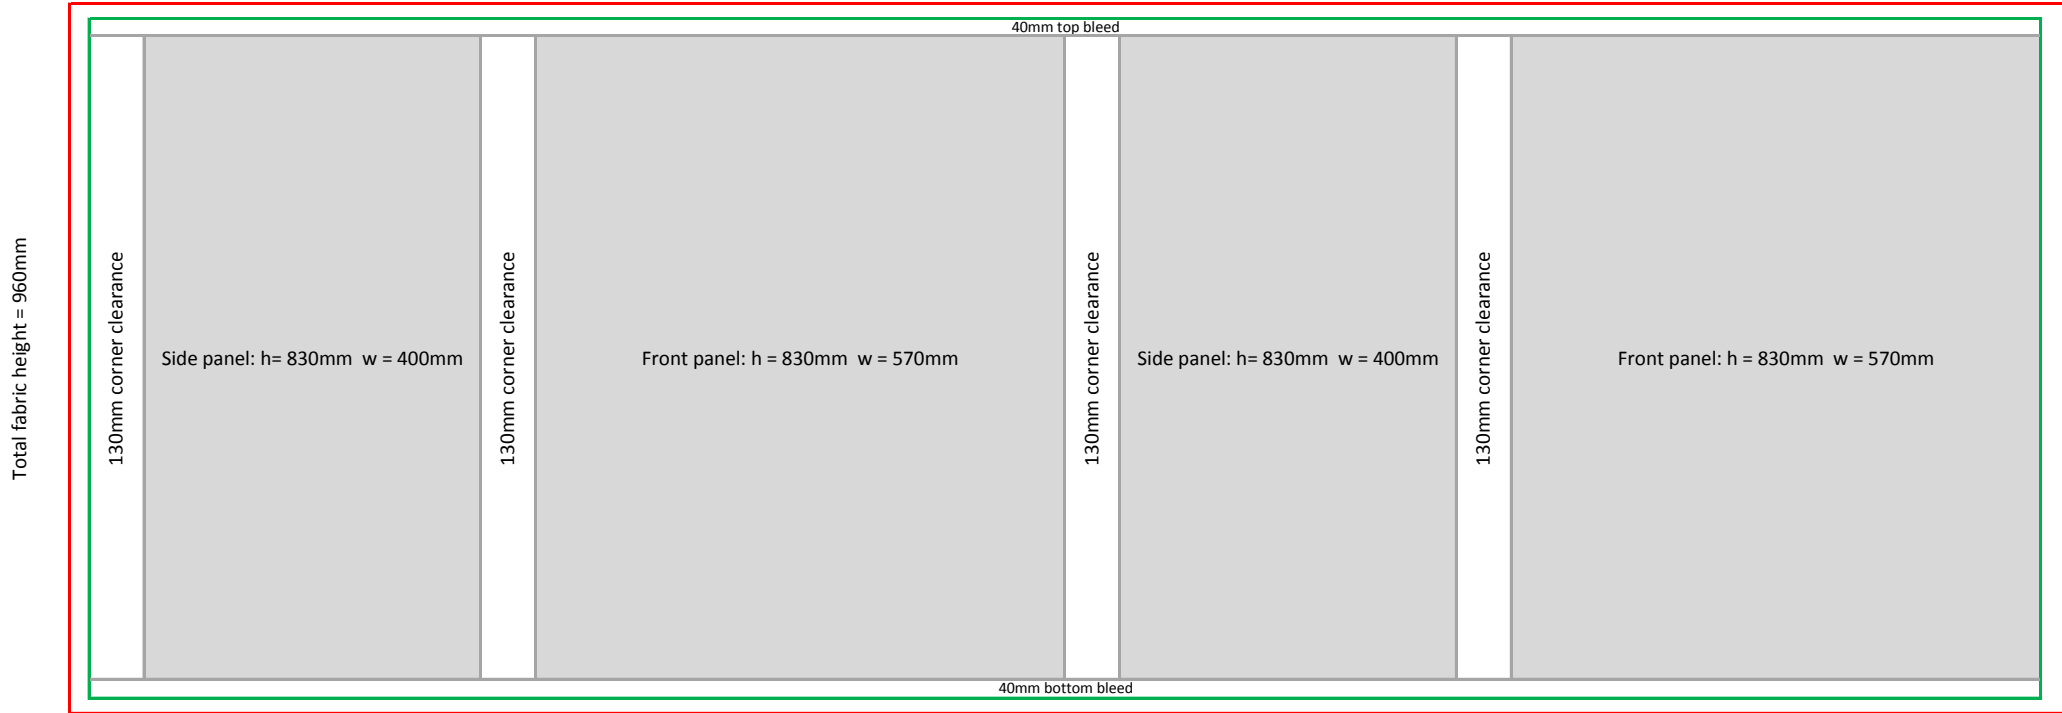 40mm top bleed
Total fabric height = 960mm
130mm corner clearance
Side panel: h= 830mm  w = 400mm
130mm corner clearance
Front panel: h = 830mm  w = 570mm
130mm corner clearance
Side panel: h= 830mm  w = 400mm
130mm corner clearance
Front panel: h = 830mm  w = 570mm
40mm bottom bleed